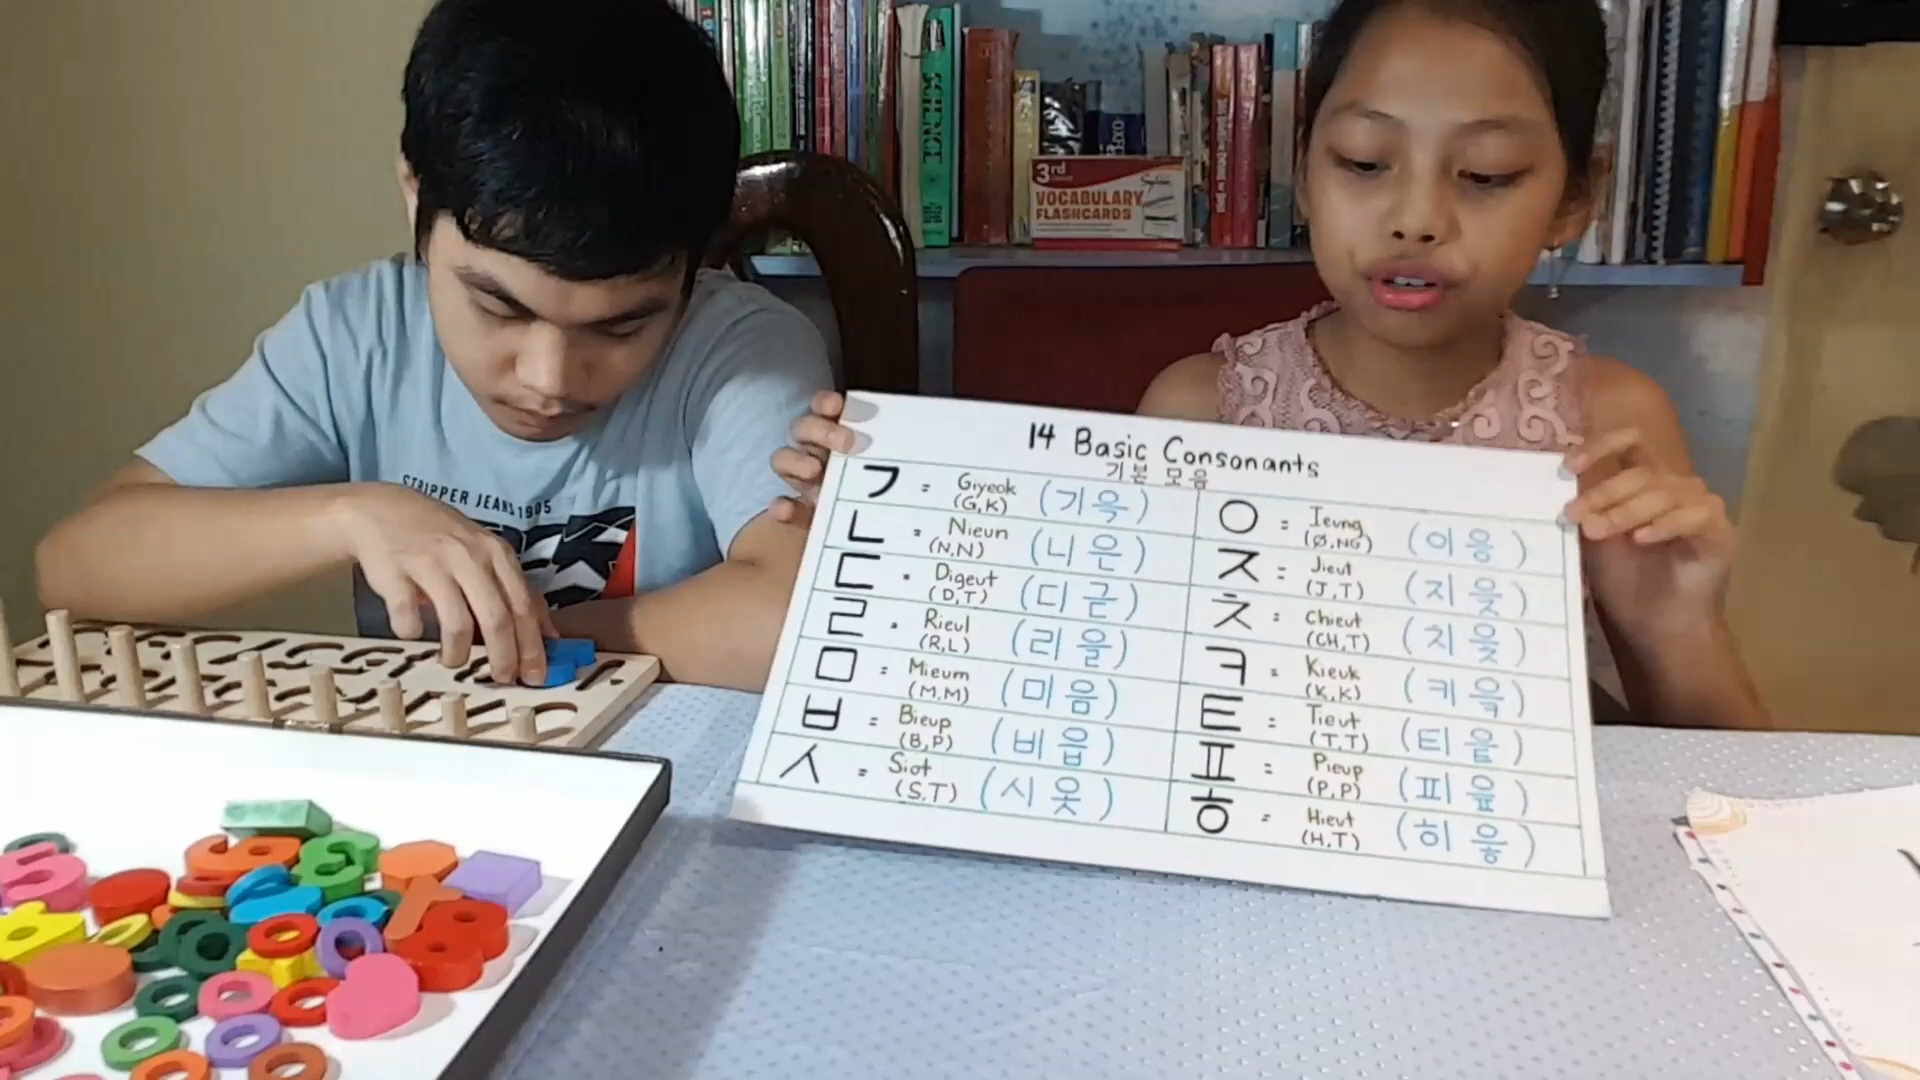 SCIENCE
3rd
VOCABULARY
FLASHCARDS
STRIPPER JEANS 1905
14 Basic Consonants
기본 모음
ㄱ = Giyeok (기윽)
(G,K)
ㄴ = Nieun (니은)
(N,N)
ㄷ = Digeut (디귿)
(D,T)
ㄹ = Rieul (리을)
(R,L)
ㅁ = Mieum (미음)
(M,M)
ㅂ = Bieup (비읍)
(B,P)
ㅅ = Siot (시옷)
(S,T)
ㅇ = Ieung (이응)
(Ø,NG)
ㅈ = Jieut (지읒)
(J,T)
ㅊ = Chieut (치읓)
(CH,T)
ㅋ = Kieuk (키읔)
(K,K)
ㅌ = Tieut (티읕)
(T,T)
ㅍ = Pieup (피읖)
(P,P)
ㅎ = Hieut (히읗)
(H,T)